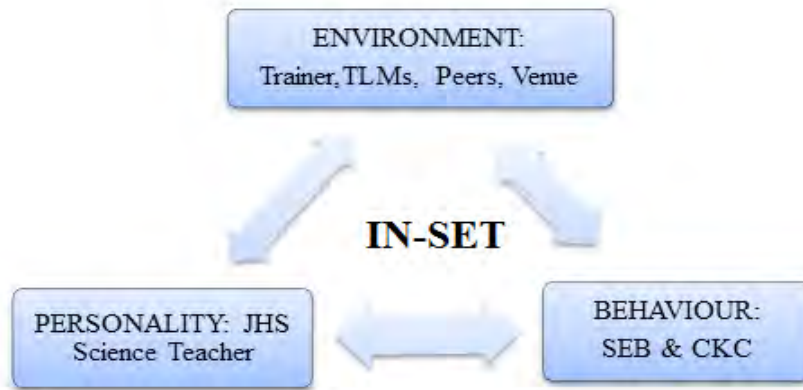 ENVIRONMENT:
Trainer, TLMs, Peers, Venue
IN-SET
PERSONALITY: JHS
Science Teacher
BEHAVIOUR:
SEB & CKC